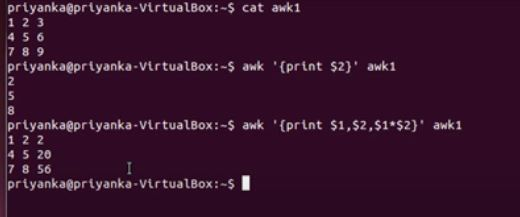 priyanka@priyanka-VirtualBox:~$ cat awk1
1 2 3
4 5 6
7 8 9
priyanka@priyanka-VirtualBox:~$ awk '{print $2}' awk1
2
5
8
priyanka@priyanka-VirtualBox:~$ awk '{print $1,$2,$1*$2}' awk1
1 2 2
4 5 20
7 8 56
priyanka@priyanka-VirtualBox:~$